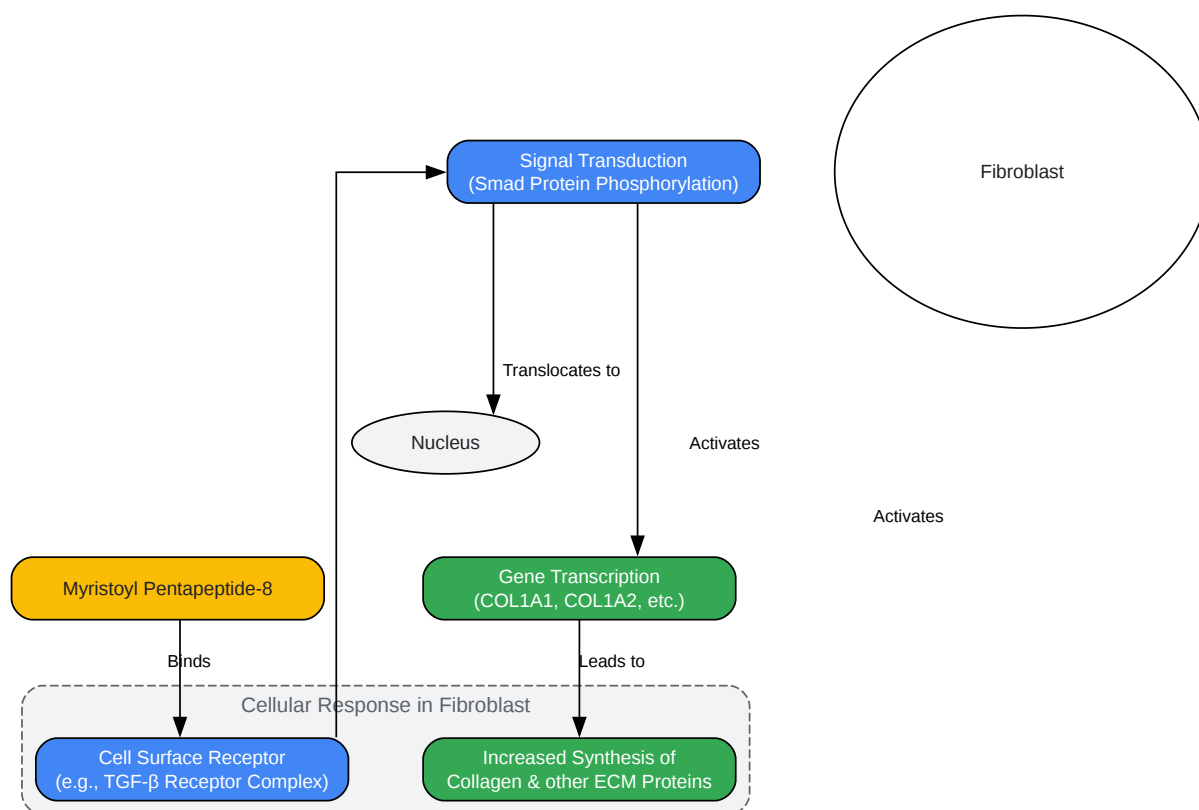 Signal Transduction
(Smad Protein Phosphorylation)
Fibroblast
Translocates to
Nucleus
Activates
Activates
Myristoyl Pentapeptide-8
Gene Transcription
(COL1A1, COL1A2, etc.)
Binds
Leads to
Cellular Response in Fibroblast
Cell Surface Receptor
(e.g., TGF-β Receptor Complex)
Increased Synthesis of
Collagen & other ECM Proteins